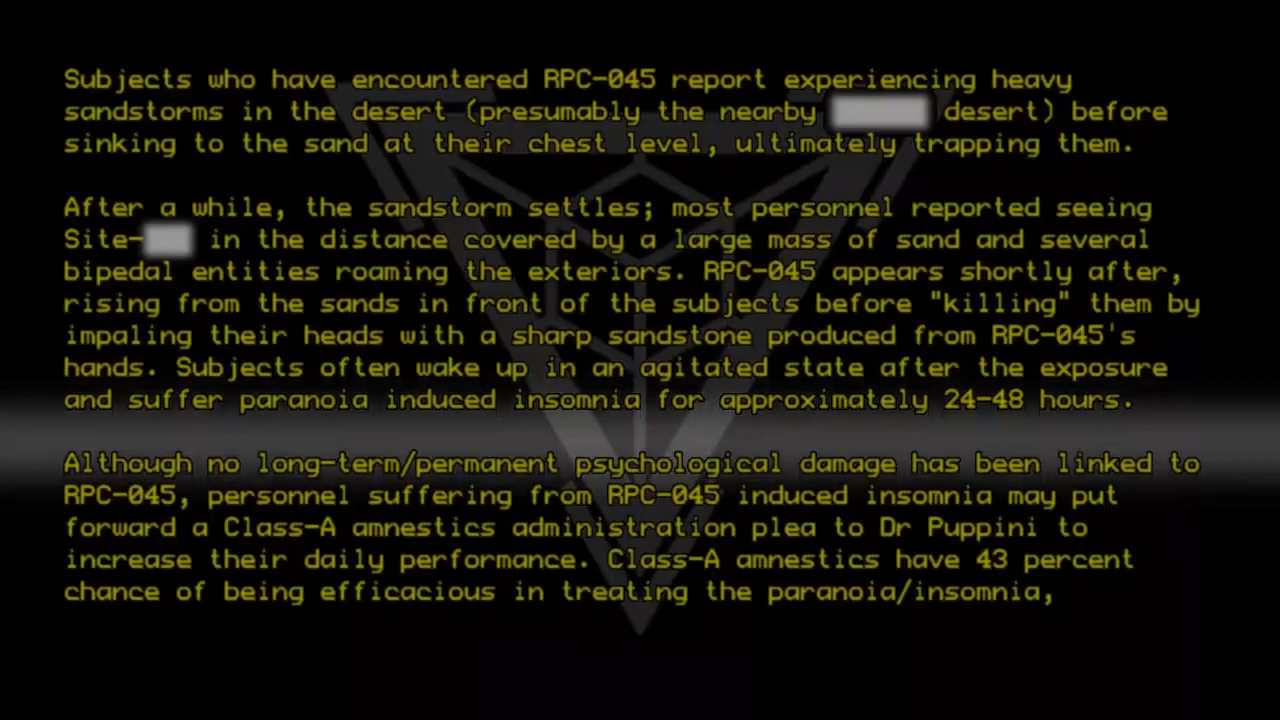 Subjects who have encountered RPC-045 report experiencing heavy
sandstorms in the desert (presumably the nearby desert) before
sinking to the sand at their chest level, ultimately trapping them.
After a while, the sandstorm settles; most personnel reported seeing
Site- in the distance covered by a large mass of sand and several
bipedal entities roaming the exteriors. RPC-045 appears shortly after,
rising from the sands in front of the subjects before "killing" them by
impaling their heads with a sharp sandstone produced from RPC-045's
hands. Subjects often wake up in an agitated state after the exposure
and suffer paranoia induced insomnia for approximately 24-48 hours.
Although no long-term/permanent psychological damage has been linked to
RPC-045, personnel suffering from RPC-045 induced insomnia may put
forward a Class-A amnestics administration plea to Dr Puppini to
increase their daily performance. Class-A amnestics have 43 percent
chance of being efficacious in treating the paranoia/insomnia,